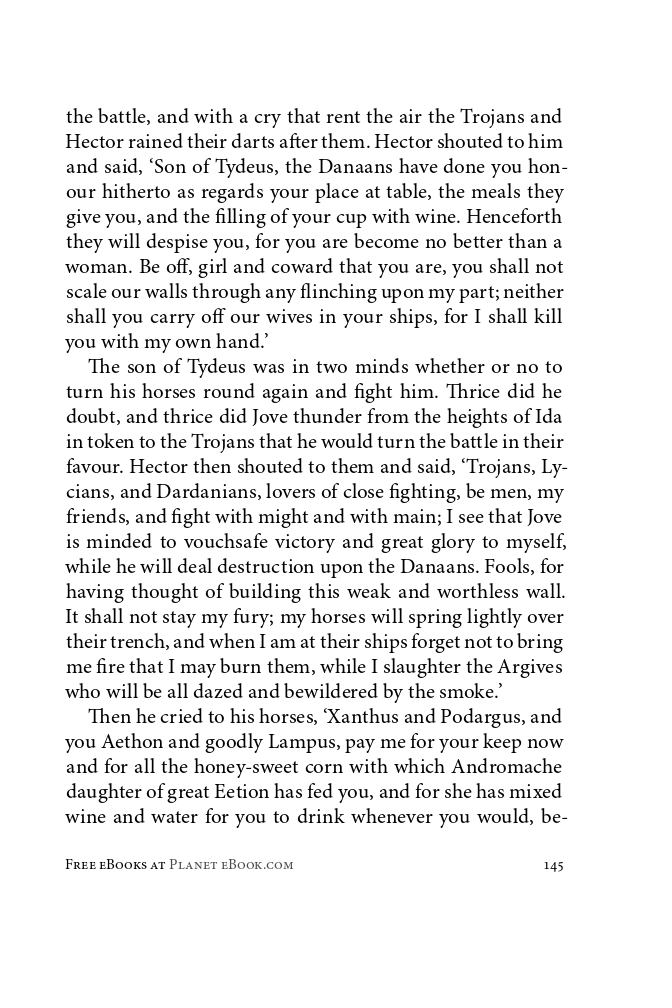 the battle, and with a cry that rent the air the Trojans and
Hector rained their darts after them. Hector shouted to him
and said, ‘Son of Tydeus, the Danaans have done you hon-
our hitherto as regards your place at table, the meals they
give you, and the filling of your cup with wine. Henceforth
they will despise you, for you are become no better than a
woman. Be off, girl and coward that you are, you shall not
scale our walls through any flinching upon my part; neither
shall you carry off our wives in your ships, for I shall kill
you with my own hand.’
The son of Tydeus was in two minds whether or no to
turn his horses round again and fight him. Thrice did he
doubt, and thrice did Jove thunder from the heights of Ida
in token to the Trojans that he would turn the battle in their
favour. Hector then shouted to them and said, ‘Trojans, Ly-
cians, and Dardanians, lovers of close fighting, be men, my
friends, and fight with might and with main; I see that Jove
is minded to vouchsafe victory and great glory to myself,
while he will deal destruction upon the Danaans. Fools, for
having thought of building this weak and worthless wall.
It shall not stay my fury; my horses will spring lightly over
their trench, and when I am at their ships forget not to bring
me fire that I may burn them, while I slaughter the Argives
who will be all dazed and bewildered by the smoke.’
Then he cried to his horses, ‘Xanthus and Podargus, and
you Aethon and goodly Lampus, pay me for your keep now
and for all the honey-sweet corn with which Andromache
daughter of great Eetion has fed you, and for she has mixed
wine and water for you to drink whenever you would, be-
Free eBooks at Planet eBook.com 145